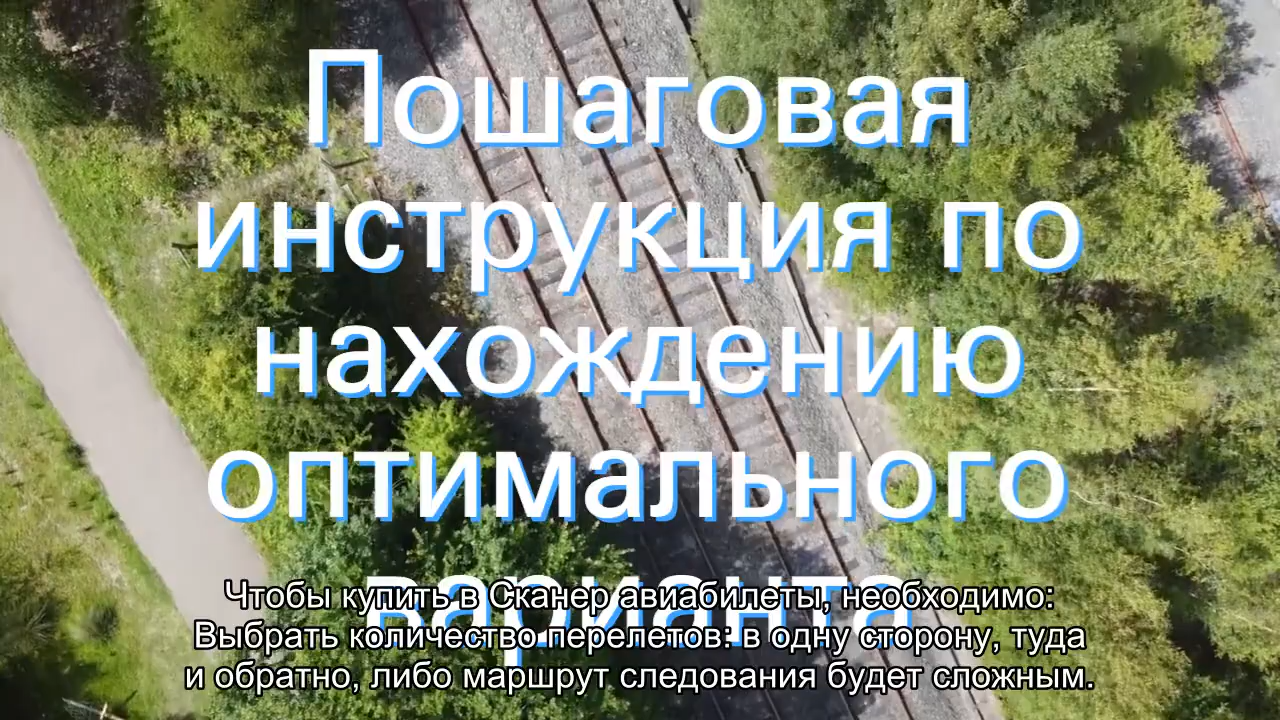 Пошаговая
инструкция по
нахождению
оптимального
варианта
Чтобы купить в Сканер авиабилеты, необходимо:
Выбрать количество перелетов: в одну сторону, туда
и обратно, либо маршрут следования будет сложным.